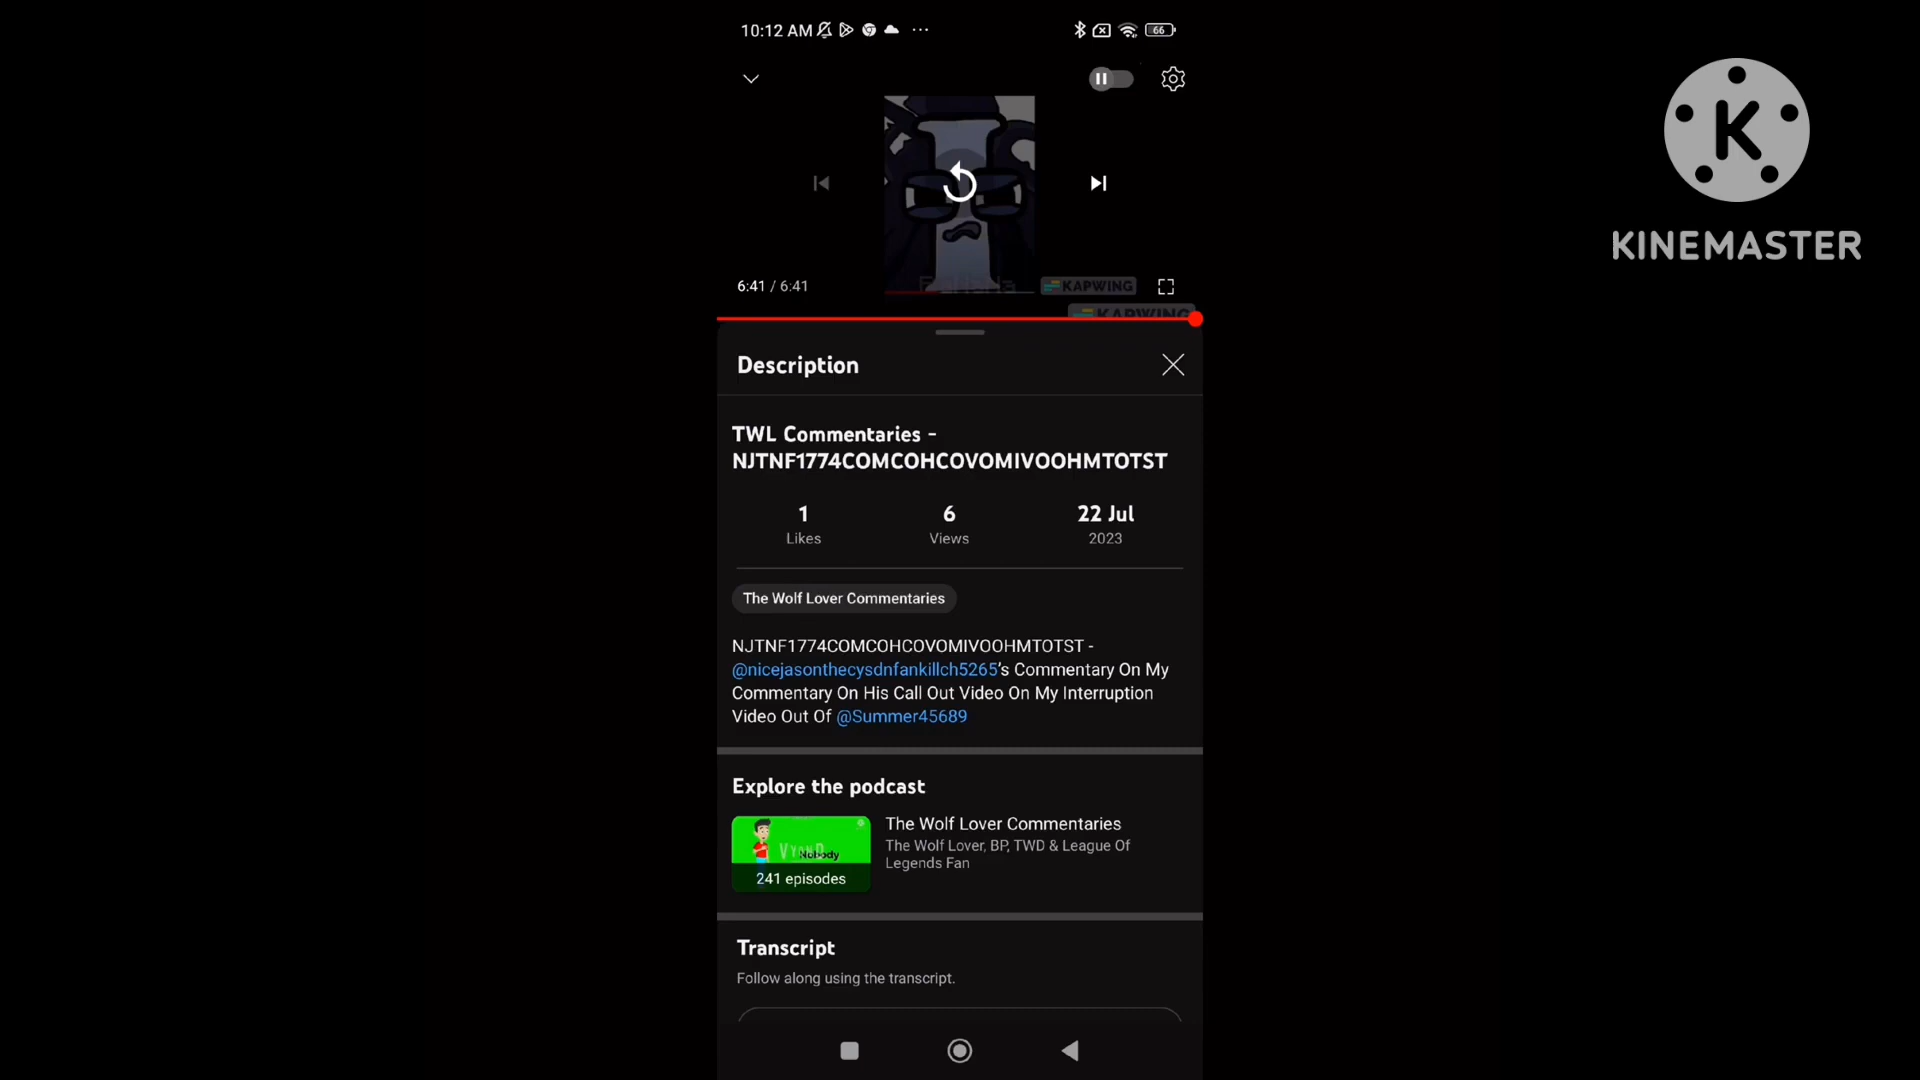 10:12 AM
66
K
KINEMASTER
6:41 / 6:41
KAPWING
KAPWING
Description
TWL Commentaries -
NJTNF1774COMCOHCOVOMIVOOHMTOTST
1 6 22 Jul
Likes Views 2023
The Wolf Lover Commentaries
NJTNF1774COMCOHCOVOMIVOOHMTOTST -
@nicejasonthecysdnfankillch5265's Commentary On My
Commentary On His Call Out Video On My Interruption
Video Out Of @Summer45689
Explore the podcast
VYOND
Nobody
241 episodes
The Wolf Lover Commentaries
The Wolf Lover, BP, TWD & League Of
Legends Fan
Transcript
Follow along using the transcript.